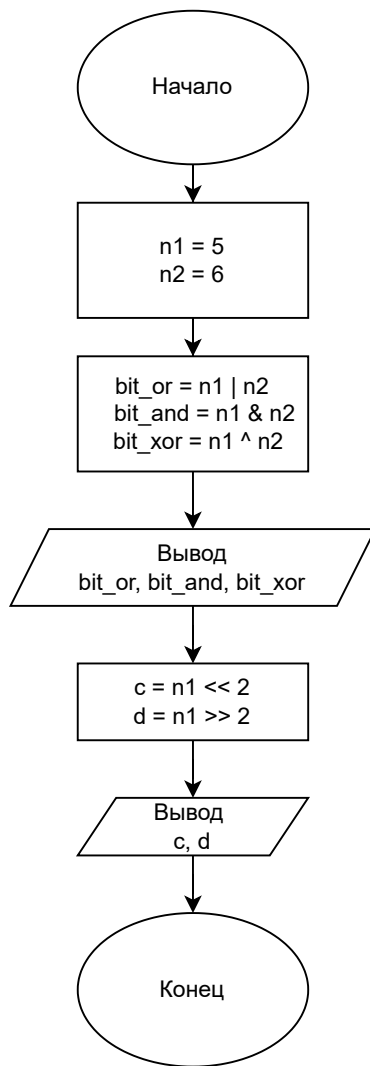 Начало
n1 = 5
n2 = 6
bit_or = n1 | n2
bit_and = n1 & n2
bit_xor = n1 ^ n2
Вывод
bit_or, bit_and, bit_xor
c = n1 << 2
d = n1 >> 2
Вывод
c, d
Конец